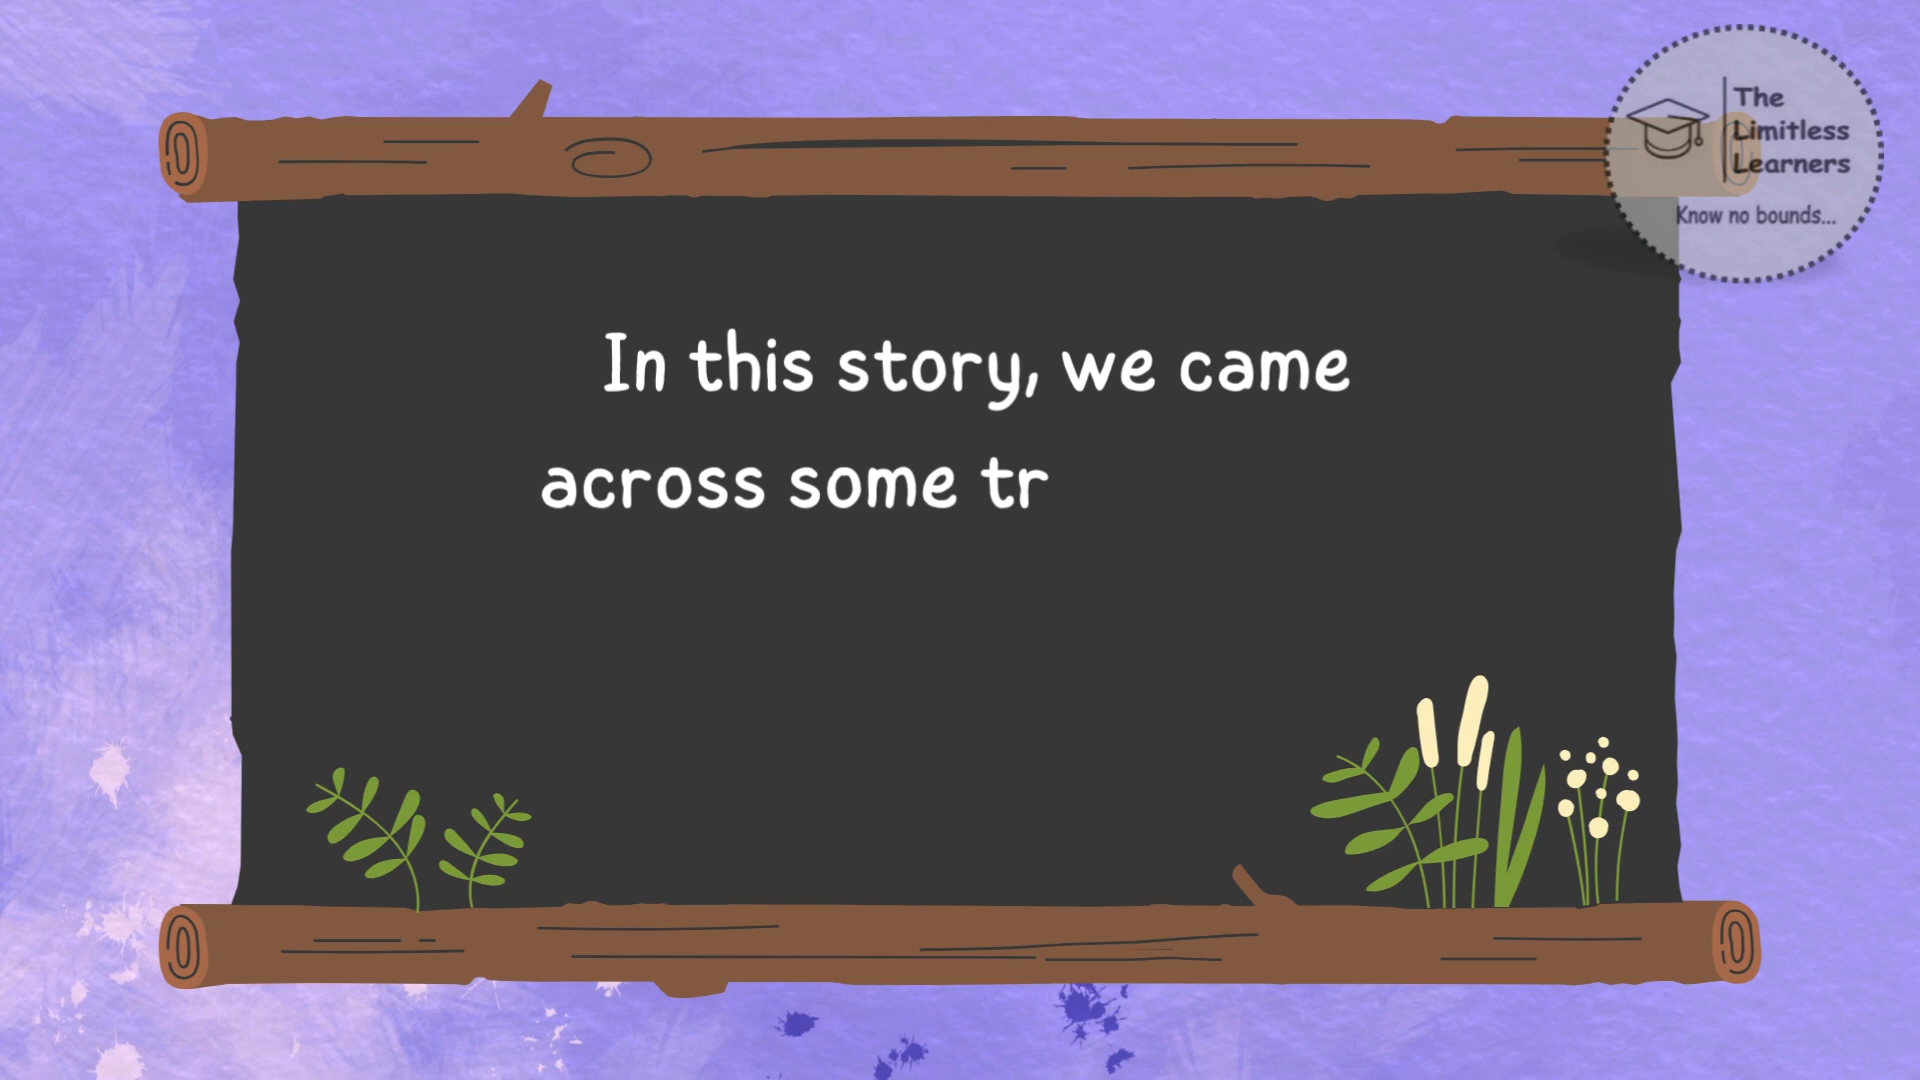 The
Limitless
Learners
Know no bounds...
In this story, we came
across some tr